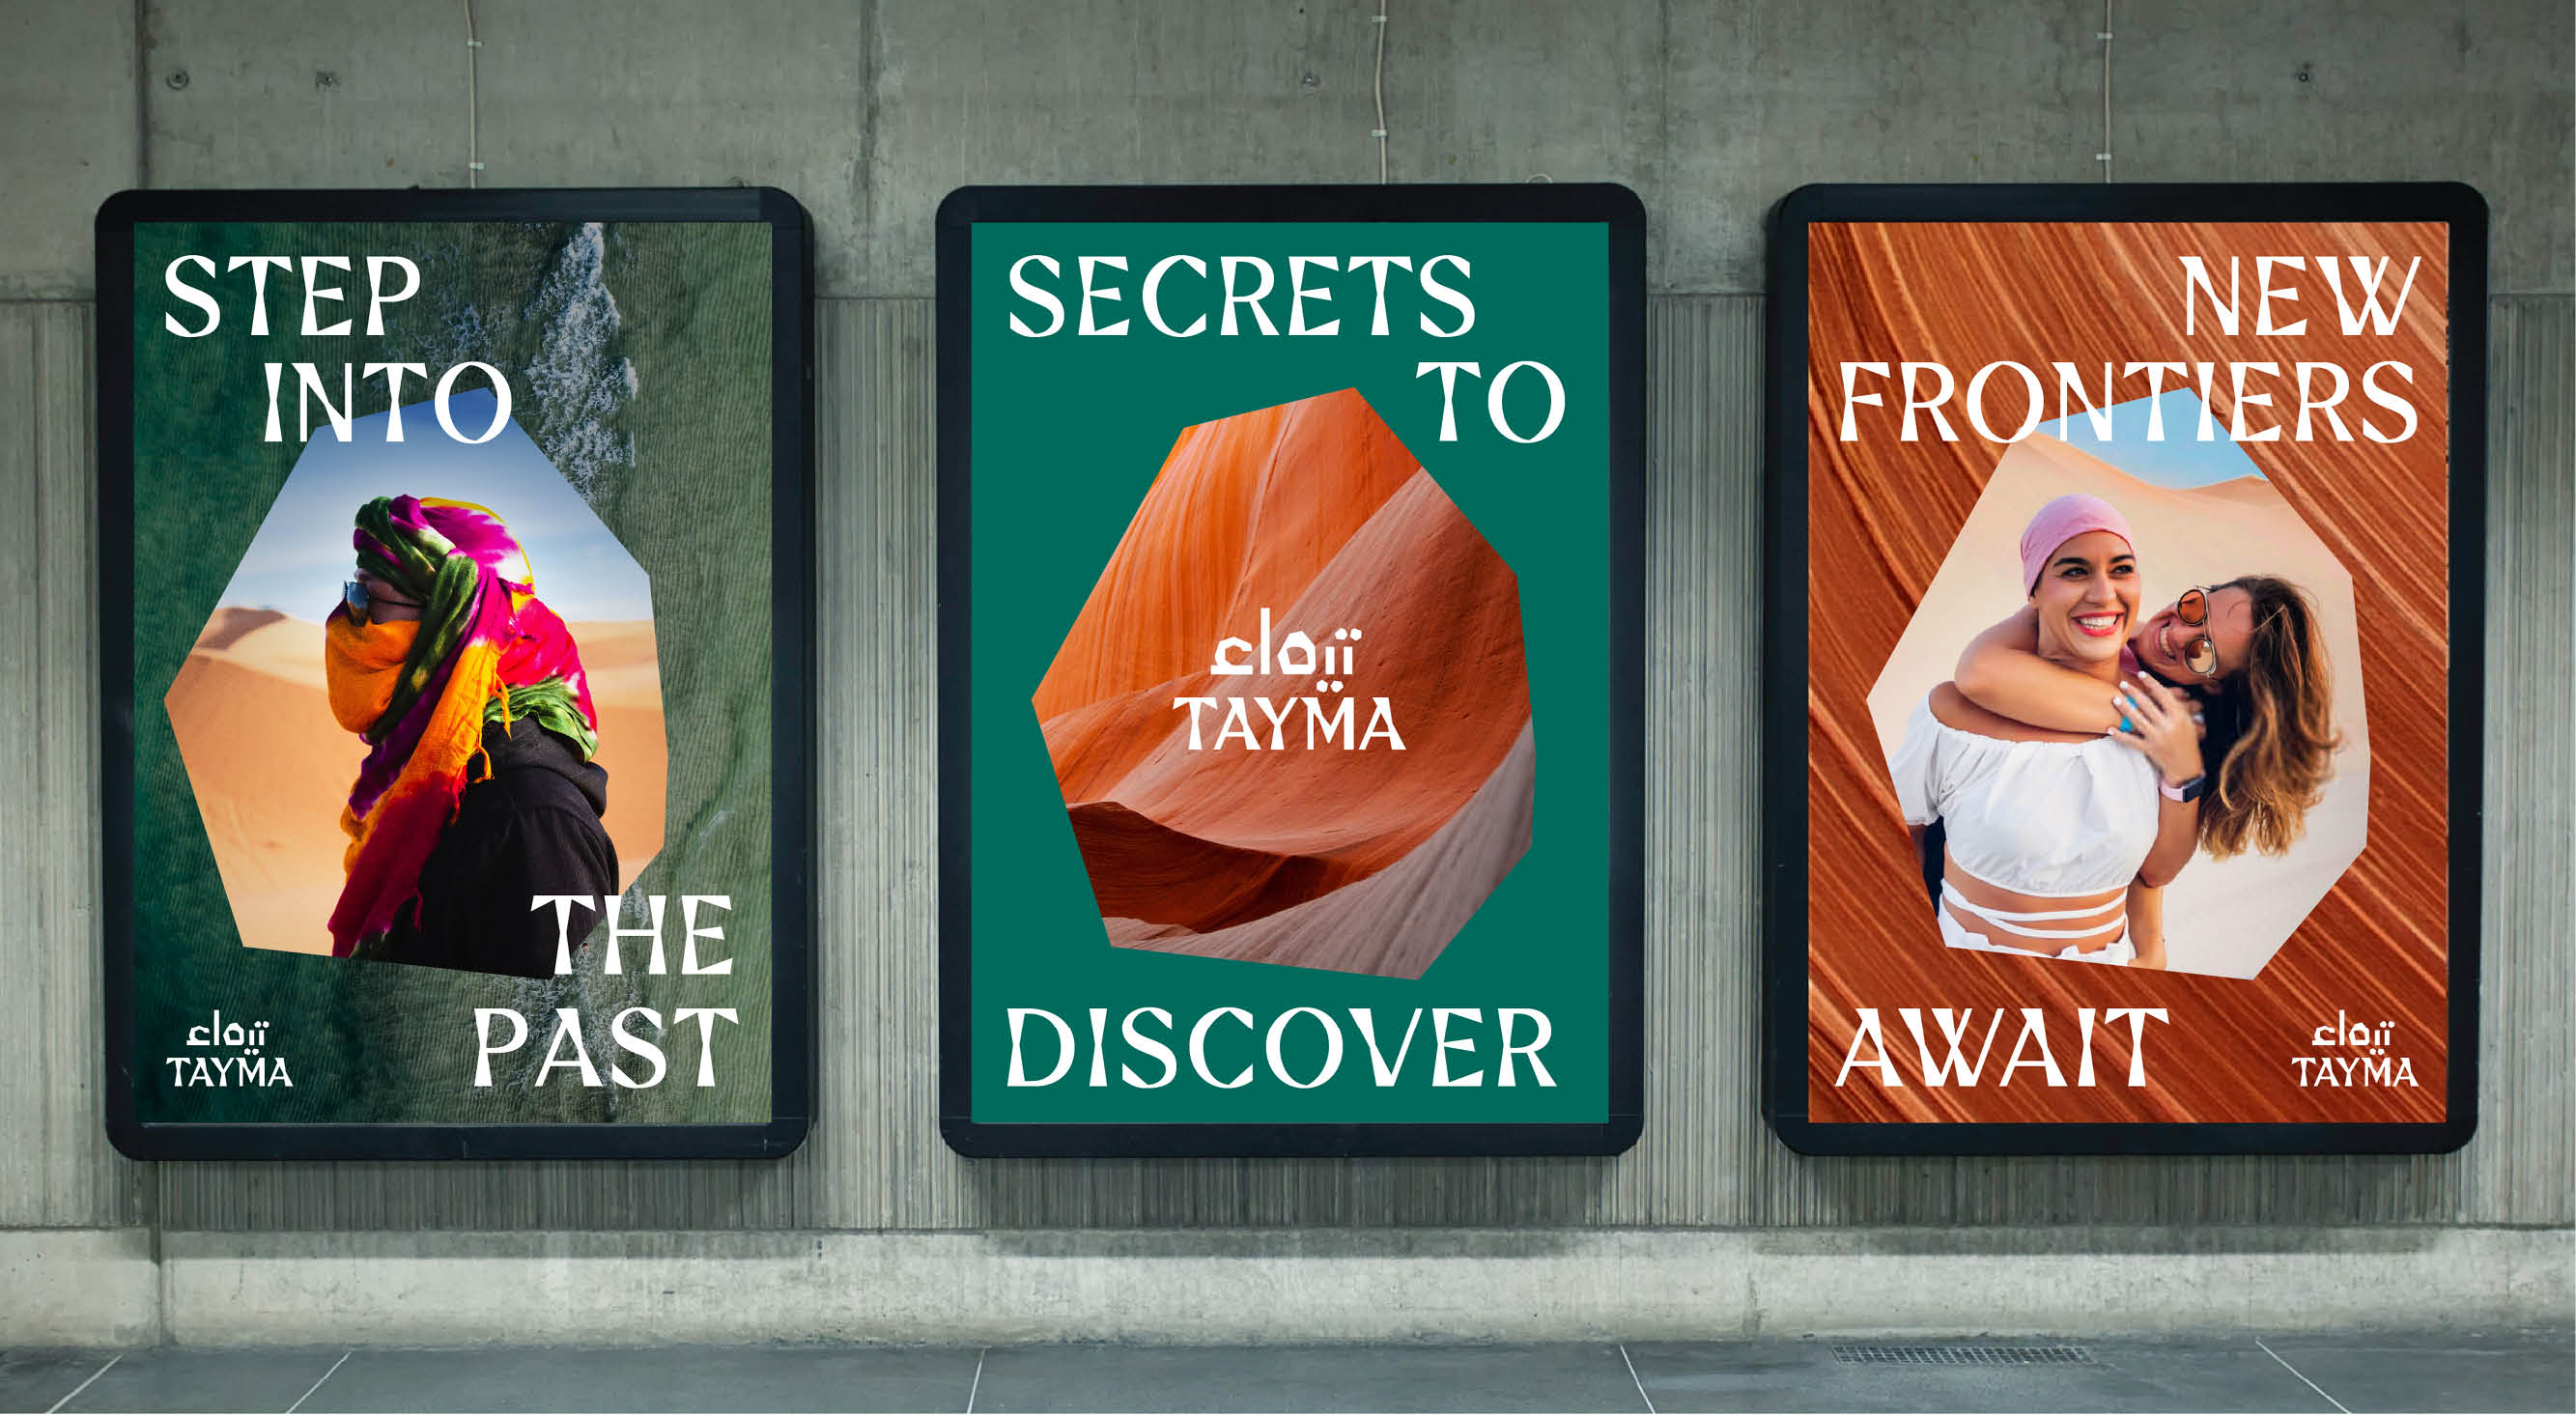 STEP
INTO
THE
PAST
تيماء
TAYMA
SECRETS
TO
تيماء
TAYMA
DISCOVER
NEW
FRONTIERS
AWAIT
تيماء
TAYMA